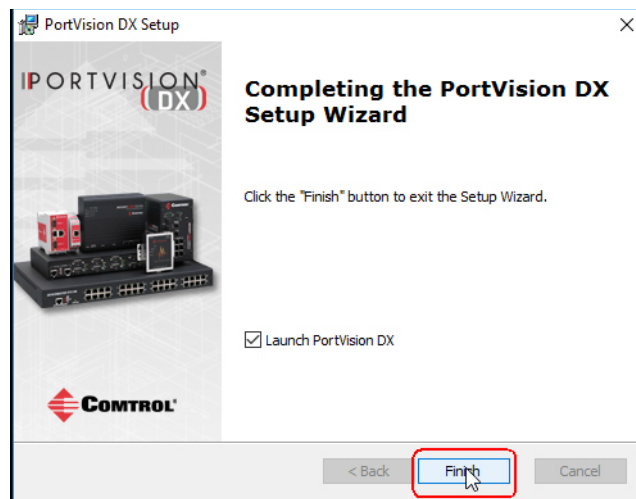 PortVision DX Setup
PORTVISION®
(DX)
Completing the PortVision DX
Setup Wizard
Click the "Finish" button to exit the Setup Wizard.
Launch PortVision DX
COMTROL®
< Back
Finish
Cancel